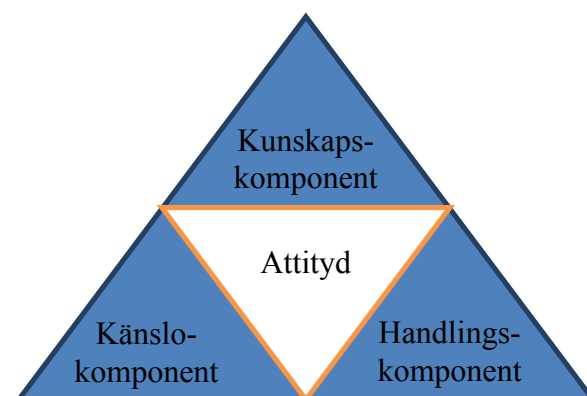 Kunskaps-
komponent
Attityd
Känslo-
komponent
Handlings-
komponent